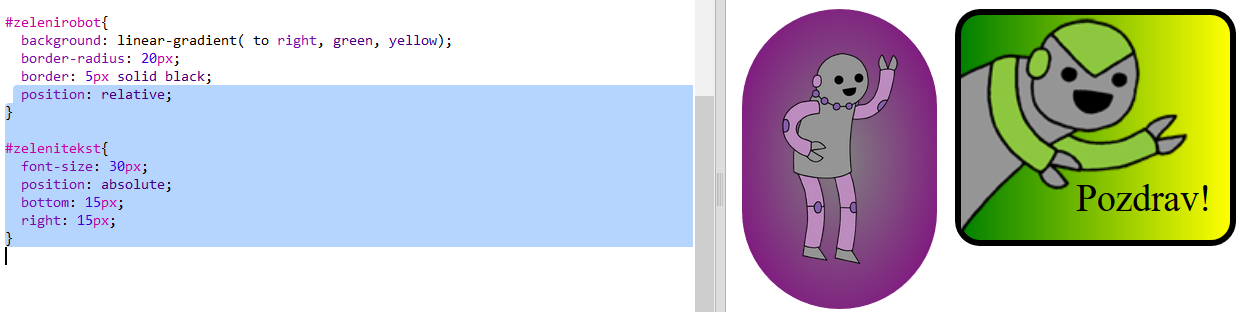 #zelenirobot{
background: linear-gradient( to right, green, yellow);
border-radius: 20px;
border: 5px solid black;
position: relative;
}
#zelenitekst{
font-size: 30px;
position: absolute;
bottom: 15px;
right: 15px;
}
Pozdrav!